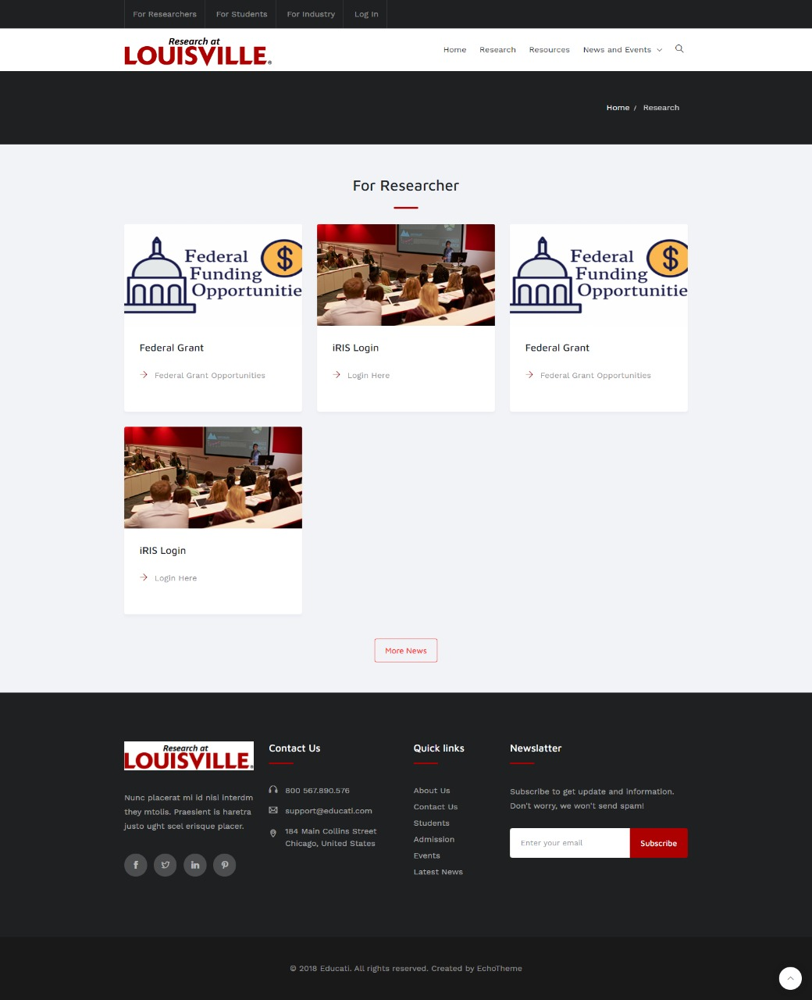 For Researchers For Students For Industry Log In
Research at
LOUISVILLE®
Home Research Resources News and Events
Home / Research
For Researcher
Federal
Funding
Opportunitie
Federal Grant
Federal Grant Opportunities
iRIS Login
Login Here
Federal
Funding
Opportunitie
Federal Grant
Federal Grant Opportunities
iRIS Login
Login Here
More News
Research at
LOUISVILLE®
Nunc placerat mi id nisi interdm
they mtolis. Praesient is haretra
justo ught scel erisque placer.
Contact Us
800 567.890.576
support@educati.com
184 Main Collins Street
Chicago, United States
Quick links
About Us
Contact Us
Students
Admission
Events
Latest News
Newslatter
Subscribe to get update and information.
Don't worry, we won't send spam!
Enter your email Subscribe
© 2018 Educati. All rights reserved. Created by EchoTheme